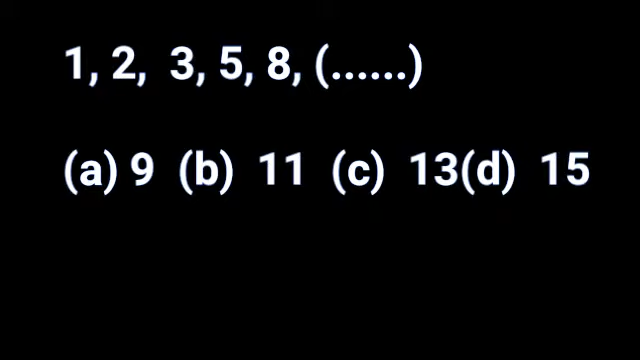 1, 2, 3, 5, 8, (......)
(a) 9 (b) 11 (c) 13(d) 15